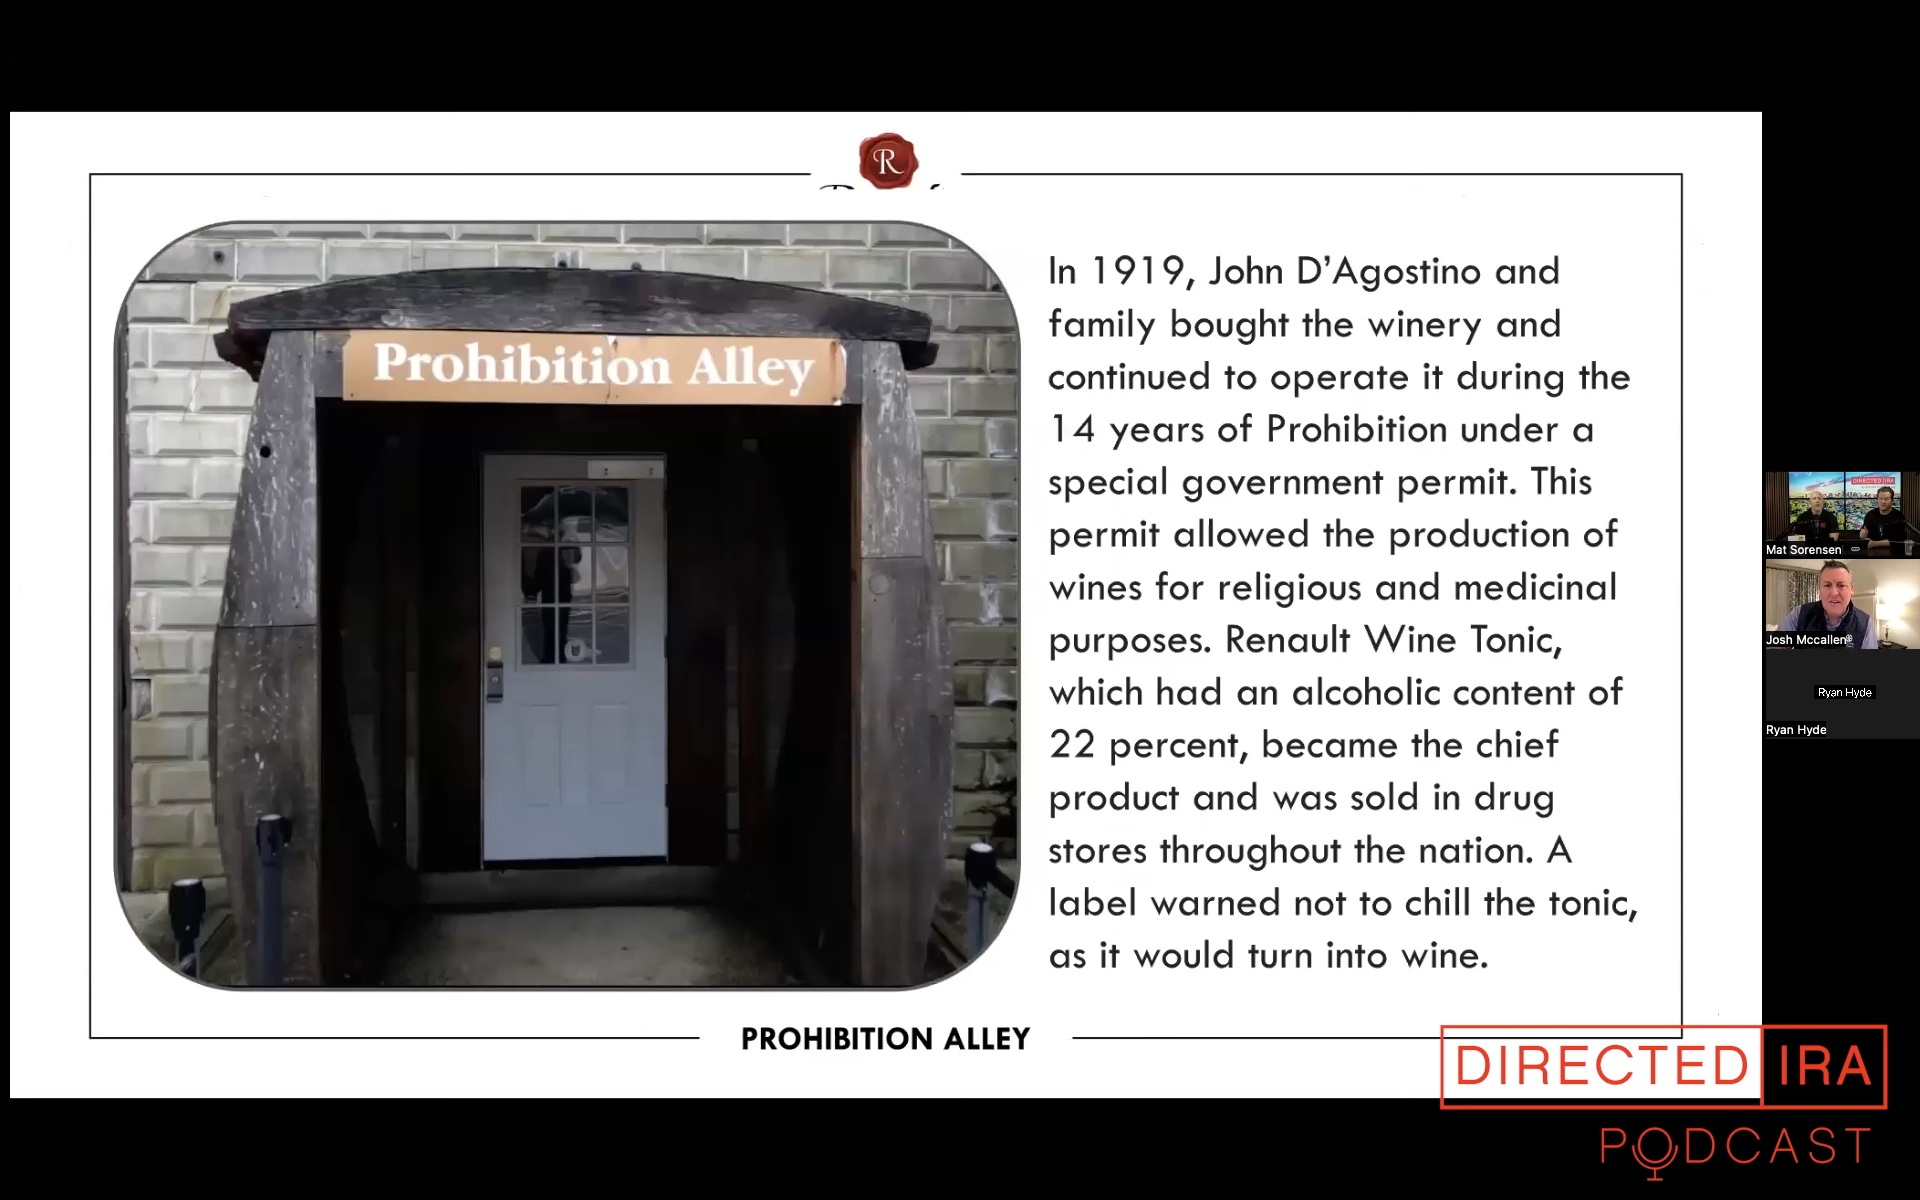 R
Prohibition Alley
In 1919, John D'Agostino and
family bought the winery and
continued to operate it during the
14 years of Prohibition under a
special government permit. This
permit allowed the production of
wines for religious and medicinal
purposes. Renault Wine Tonic,
which had an alcoholic content of
22 percent, became the chief
product and was sold in drug
stores throughout the nation. A
label warned not to chill the tonic,
as it would turn into wine.
PROHIBITION ALLEY
DIRECTED IRA
Mat Sorensen
Josh Mccallen
Ryan Hyde
Ryan Hyde
DIRECTED IRA
PODCAST